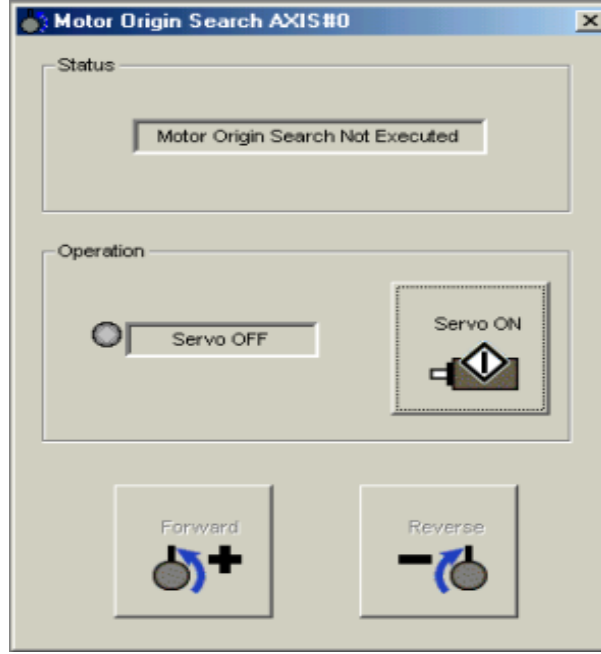 Motor Origin Search AXIS#0
Status
Motor Origin Search Not Executed
Operation
Servo OFF
Servo ON
Forward
Reverse